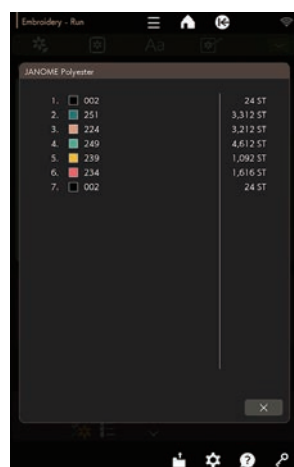 Embroidery - Run
Aa
JANOME Polyester
1. 002 24 ST
2. 251 3,312 ST
3. 224 3,212 ST
4. 249 4,612 ST
5. 239 1,092 ST
6. 234 1,616 ST
7. 002 24 ST